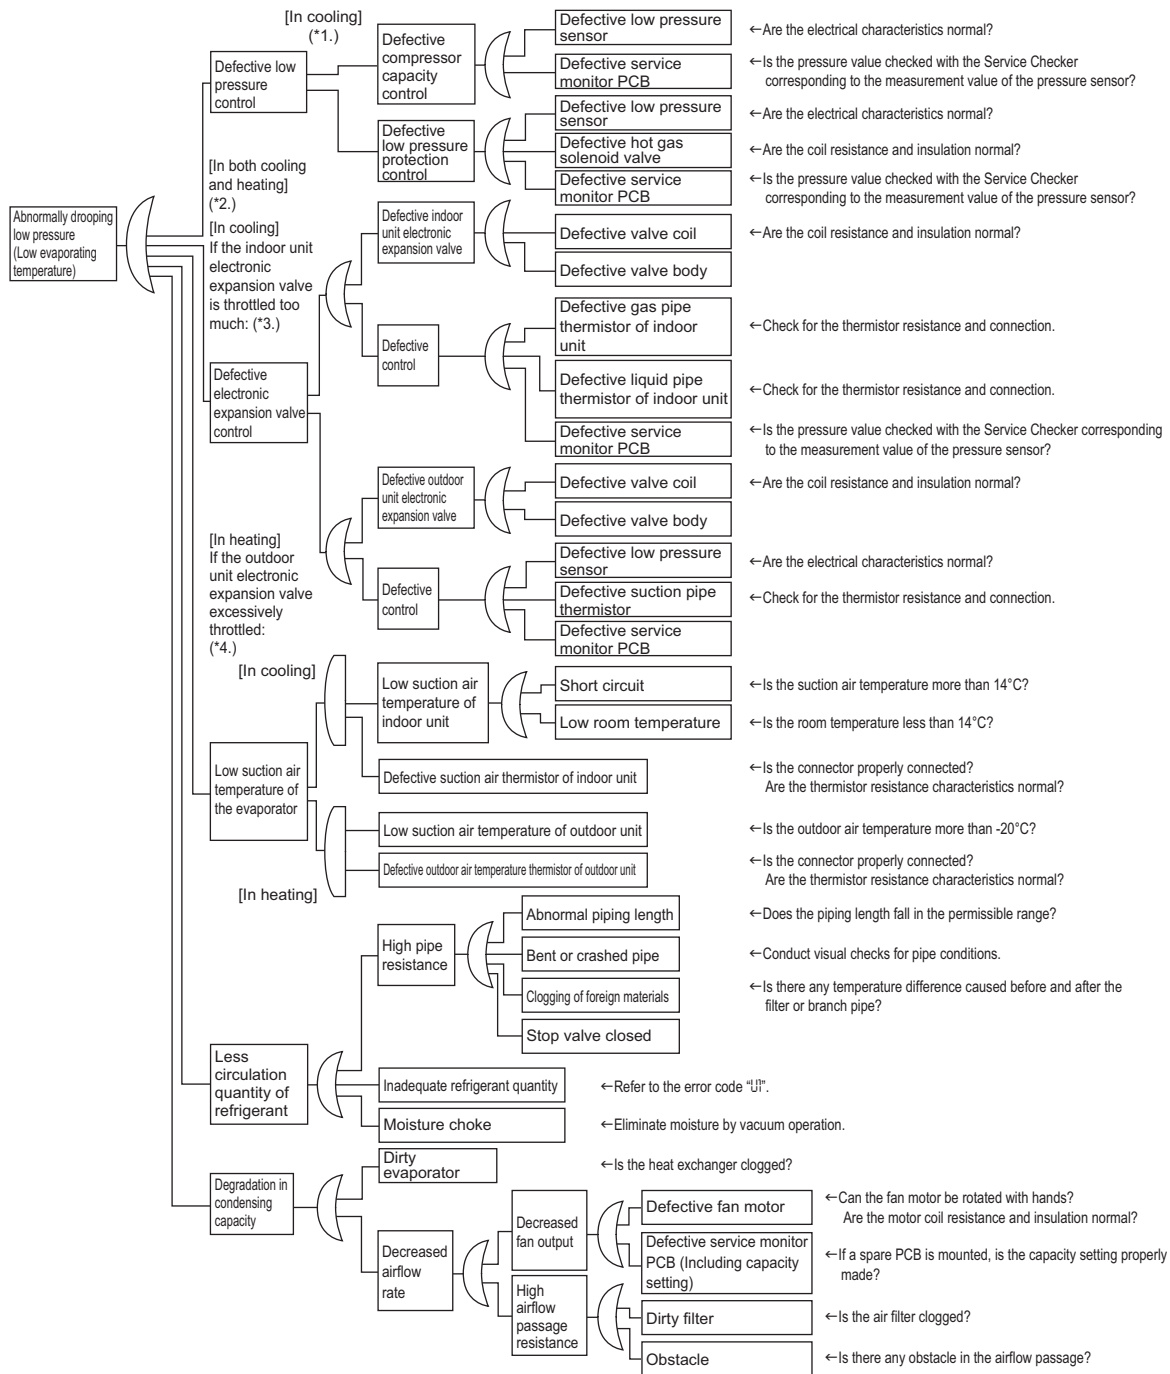 [In cooling]
(*1.)
Defective low
pressure
control
Defective
compressor
capacity
control
Defective low pressure
sensor
←Are the electrical characteristics normal?
Defective service
monitor PCB
←Is the pressure value checked with the Service Checker
corresponding to the measurement value of the pressure sensor?
Defective
low pressure
protection
control
Defective low pressure
sensor
←Are the electrical characteristics normal?
Defective hot gas
solenoid valve
←Are the coil resistance and insulation normal?
Defective service
monitor PCB
←Is the pressure value checked with the Service Checker
corresponding to the measurement value of the pressure sensor?
[In both cooling
and heating]
(*2.)
Abnormally drooping
low pressure
(Low evaporating
temperature)
[In cooling]
If the indoor unit
electronic
expansion valve
is throttled too
much: (*3.)
Defective
electronic
expansion valve
control
Defective indoor
unit electronic
expansion valve
Defective valve coil
←Are the coil resistance and insulation normal?
Defective valve body
Defective
control
Defective gas pipe
thermistor of indoor
unit
←Check for the thermistor resistance and connection.
Defective liquid pipe
thermistor of indoor unit
←Check for the thermistor resistance and connection.
Defective service
monitor PCB
←Is the pressure value checked with the Service Checker corresponding
to the measurement value of the pressure sensor?
[In heating]
If the outdoor
unit electronic
expansion valve
excessively
throttled:
(*4.)
Defective outdoor
unit electronic
expansion valve
Defective valve coil
←Are the coil resistance and insulation normal?
Defective valve body
Defective
control
Defective low pressure
sensor
←Are the electrical characteristics normal?
Defective suction pipe
thermistor
←Check for the thermistor resistance and connection.
Defective service
monitor PCB
[In cooling]
Low suction air
temperature of
the evaporator
Low suction air
temperature of
indoor unit
Short circuit
←Is the suction air temperature more than 14°C?
Low room temperature
←Is the room temperature less than 14°C?
Defective suction air thermistor of indoor unit
←Is the connector properly connected?
Are the thermistor resistance characteristics normal?
Low suction air temperature of outdoor unit
←Is the outdoor air temperature more than -20°C?
Defective outdoor air temperature thermistor of outdoor unit
←Is the connector properly connected?
Are the thermistor resistance characteristics normal?
[In heating]
Less
circulation
quantity of
refrigerant
High pipe
resistance
Abnormal piping length
←Does the piping length fall in the permissible range?
Bent or crashed pipe
←Conduct visual checks for pipe conditions.
Clogging of foreign materials
←Is there any temperature difference caused before and after the
filter or branch pipe?
Stop valve closed
Inadequate refrigerant quantity
←Refer to the error code “U1”.
Moisture choke
←Eliminate moisture by vacuum operation.
Degradation in
condensing
capacity
Dirty
evaporator
←Is the heat exchanger clogged?
Decreased
airflow
rate
Decreased
fan output
Defective fan motor
←Can the fan motor be rotated with hands?
Are the motor coil resistance and insulation normal?
Defective service monitor
PCB (Including capacity
setting)
←If a spare PCB is mounted, is the capacity setting properly
made?
High
airflow
passage
resistance
Dirty filter
←Is the air filter clogged?
Obstacle
←Is there any obstacle in the airflow passage?